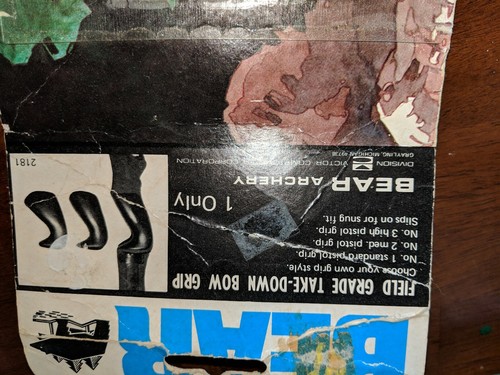 BEAR
FIELD GRADE TAKE-DOWN BOW GRIP
Choose your own grip style.
No. 1 standard pistol grip.
No. 2 med. pistol grip.
No. 3 high pistol grip.
Slips on for snug fit.
1 Only
BEAR ARCHERY
DIVISION VICTOR CORPORATION
GRAYLING, MICHIGAN
2181